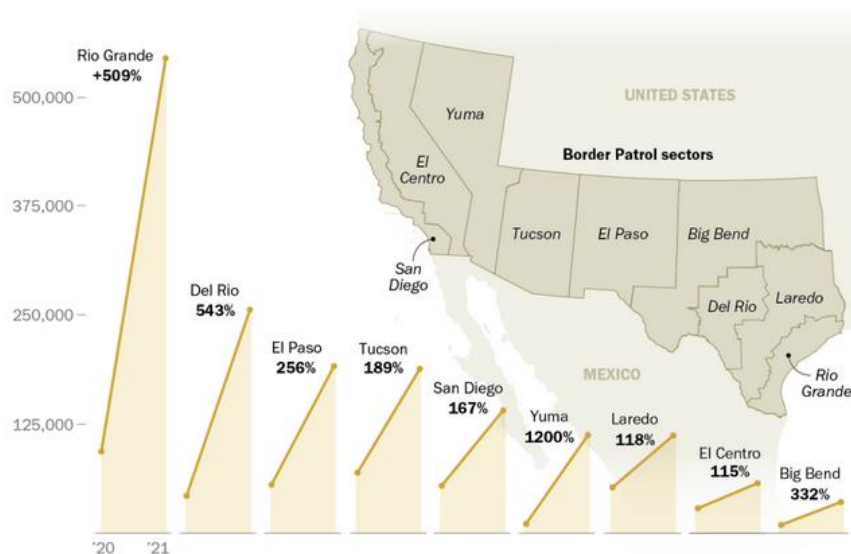 Rio Grande
+509%
500,000
375,000
250,000
125,000
Del Rio
543%
El Paso
256%
Tucson
189%
San Diego
167%
Yuma
1200%
Laredo
118%
El Centro
115%
Big Bend
332%
'20
'21
UNITED STATES
Border Patrol sectors
Yuma
El
Centro
San
Diego
Tucson
El Paso
Big Bend
Del Rio
Laredo
Rio
Grande
MEXICO